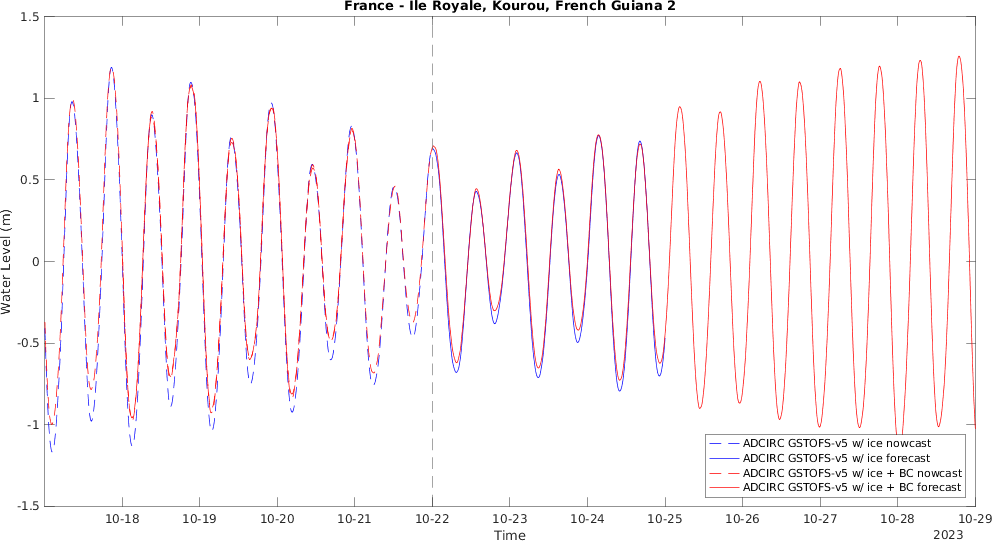 France - Ile Royale, Kourou, French Guiana 2
1.5
1
0.5
0
-0.5
-1
-1.5
Water Level (m)
ADCIRC GSTOFS-v5 w/ ice nowcast
ADCIRC GSTOFS-v5 w/ ice forecast
ADCIRC GSTOFS-v5 w/ ice + BC nowcast
ADCIRC GSTOFS-v5 w/ ice + BC forecast
10-18 10-19 10-20 10-21 10-22 10-23 10-24 10-25 10-26 10-27 10-28 10-29
Time
2023